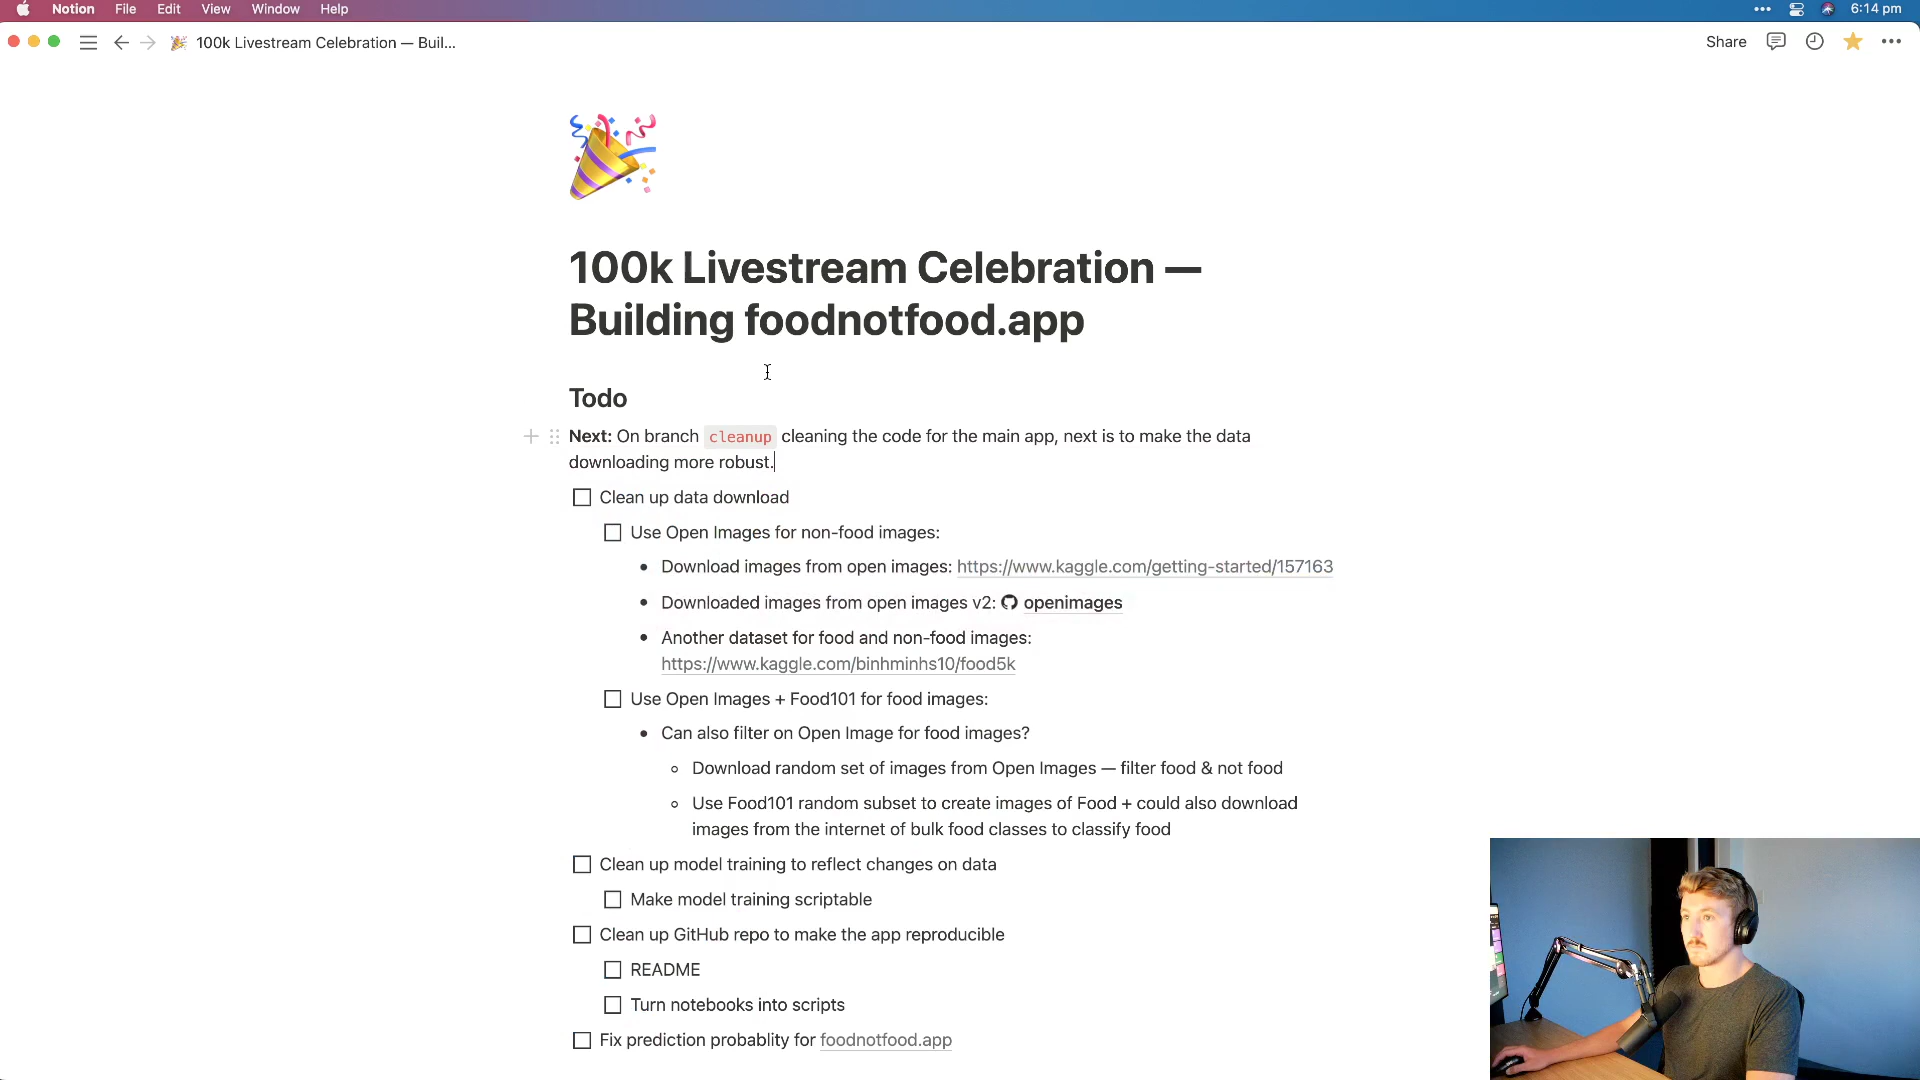 Notion File Edit View Window Help 6:14 pm
100k Livestream Celebration — Buil... Share
100k Livestream Celebration —
Building foodnotfood.app
Todo
Next: On branch cleanup cleaning the code for the main app, next is to make the data
downloading more robust.
Clean up data download
Use Open Images for non-food images:
Download images from open images: https://www.kaggle.com/getting-started/157163
Downloaded images from open images v2: openimages
Another dataset for food and non-food images:
https://www.kaggle.com/binhminhs10/food5k
Use Open Images + Food101 for food images:
Can also filter on Open Image for food images?
Download random set of images from Open Images — filter food & not food
Use Food101 random subset to create images of Food + could also download
images from the internet of bulk food classes to classify food
Clean up model training to reflect changes on data
Make model training scriptable
Clean up GitHub repo to make the app reproducible
README
Turn notebooks into scripts
Fix prediction probablity for foodnotfood.app